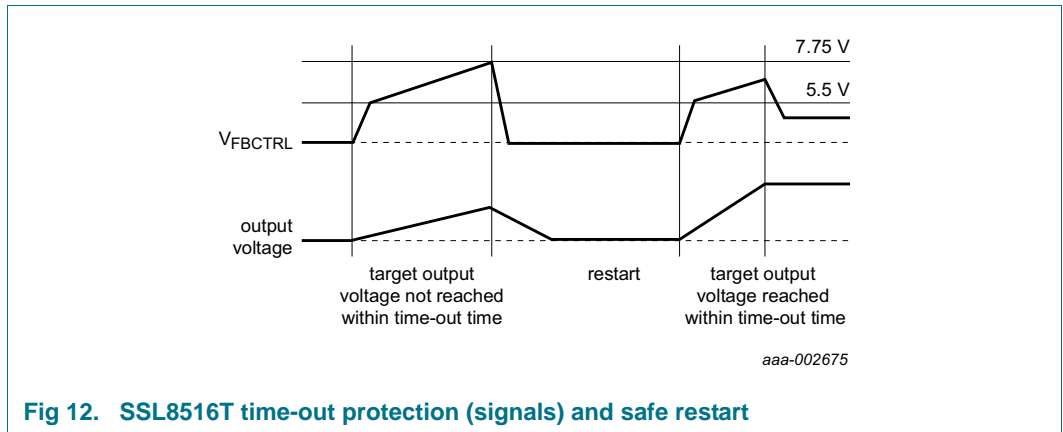 7.75 V
5.5 V
VFBCTRL
output
voltage
target output
voltage not reached
within time-out time
restart
target output
voltage reached
within time-out time
aaa-002675
Fig 12. SSL8516T time-out protection (signals) and safe restart